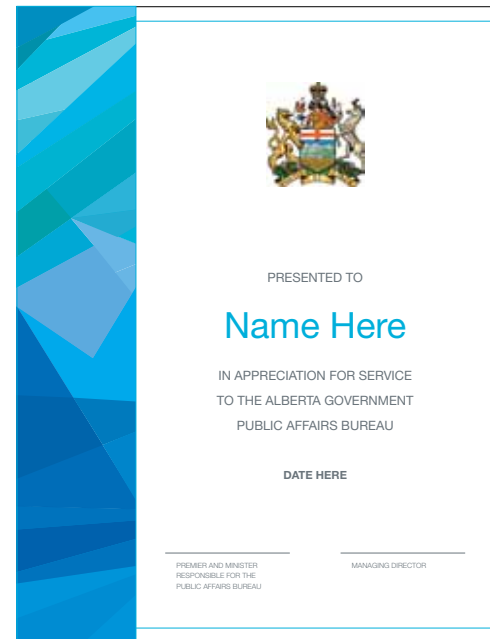 PRESENTED TO
Name Here
IN APPRECIATION FOR SERVICE
TO THE ALBERTA GOVERNMENT
PUBLIC AFFAIRS BUREAU
DATE HERE
PREMIER AND MINISTER
RESPONSIBLE FOR THE
PUBLIC AFFAIRS BUREAU
MANAGING DIRECTOR